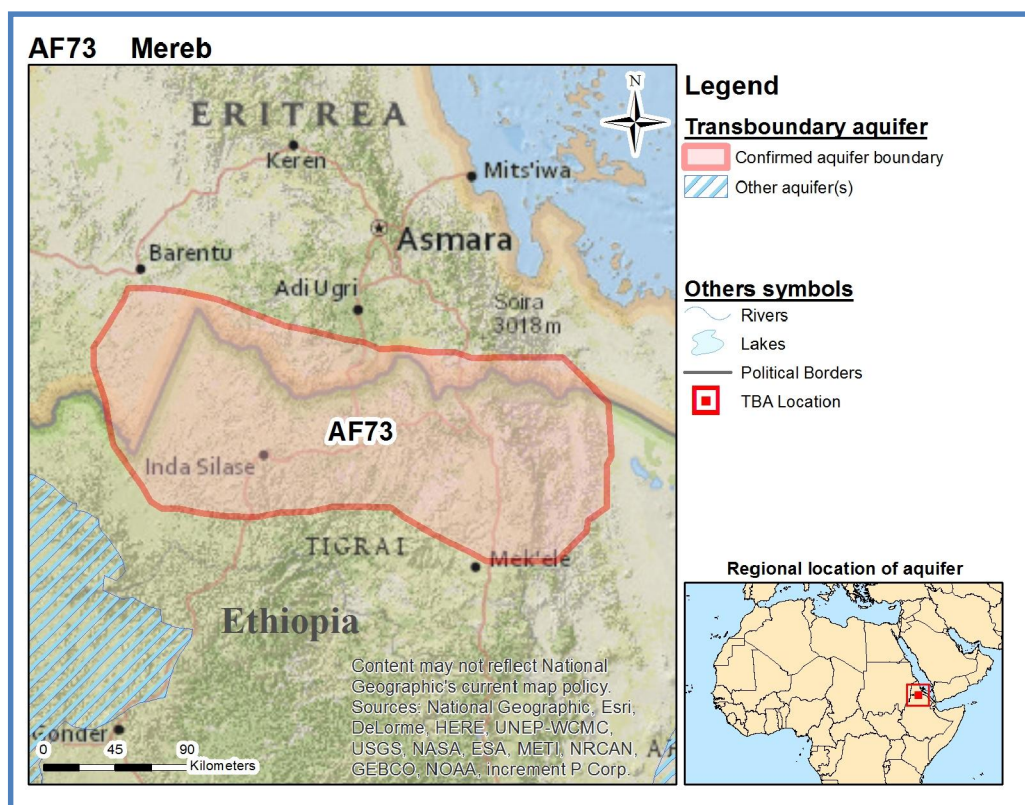 AF73 Mereb
N
ERITREA
Keren
Mits'iwa
Asmara
Barentu
Adi Ugri
Soira
3018 m
AF73
Inda Silase
TIGRAI
Mek'ele
Ethiopia
Gonder
Content may not reflect National
Geographic's current map policy.
Sources: National Geographic, Esri,
DeLorme, HERE, UNEP-WCMC,
USGS, NASA, ESA, METI, NRCAN,
GEBCO, NOAA, increment P Corp.
0 45 90
Kilometers
Legend
Transboundary aquifer
Confirmed aquifer boundary
Other aquifer(s)
Others symbols
Rivers
Lakes
Political Borders
TBA Location
Regional location of aquifer